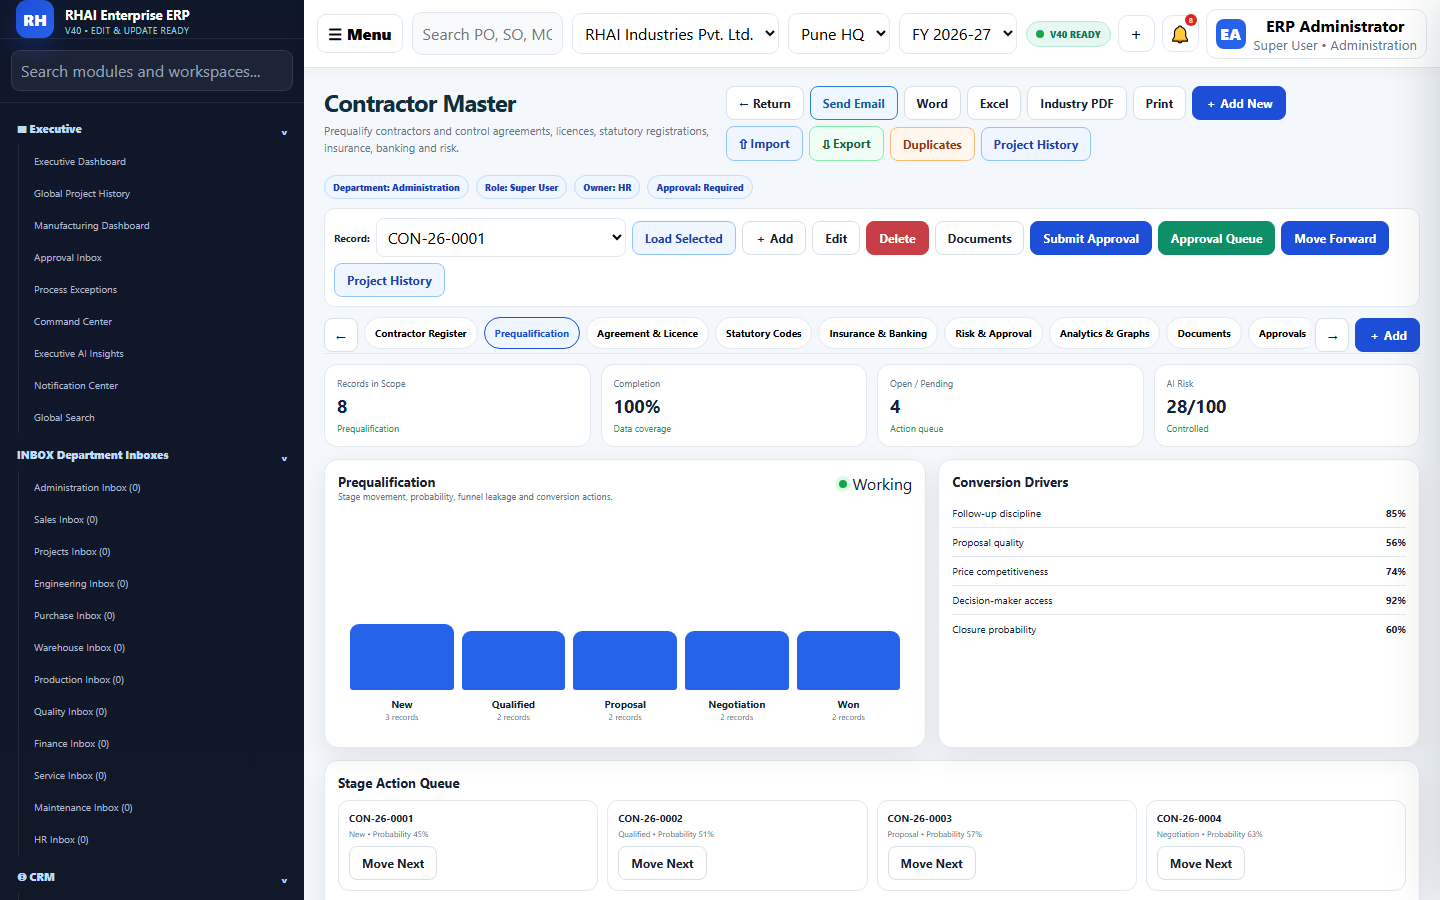 RH
RHAI Enterprise ERP
V40 • EDIT & UPDATE READY
Search modules and workspaces...
Executive
Executive Dashboard
Global Project History
Manufacturing Dashboard
Approval Inbox
Process Exceptions
Command Center
Executive AI Insights
Notification Center
Global Search
INBOX Department Inboxes
Administration Inbox (0)
Sales Inbox (0)
Projects Inbox (0)
Engineering Inbox (0)
Purchase Inbox (0)
Warehouse Inbox (0)
Production Inbox (0)
Quality Inbox (0)
Finance Inbox (0)
Service Inbox (0)
Maintenance Inbox (0)
HR Inbox (0)
CRM
☰ Menu
Search PO, SO, MO
RHAI Industries Pvt. Ltd.
Pune HQ
FY 2026-27
V40 READY
+
8
EA
ERP Administrator
Super User • Administration
Contractor Master
Prequalify contractors and control agreements, licences, statutory registrations,
insurance, banking and risk.
← Return
Send Email
Word
Excel
Industry PDF
Print
+ Add New
⇧ Import
⇩ Export
Duplicates
Project History
Department: Administration
Role: Super User
Owner: HR
Approval: Required
Record:
CON-26-0001
Load Selected
+ Add
Edit
Delete
Documents
Submit Approval
Approval Queue
Move Forward
Project History
←
Contractor Register
Prequalification
Agreement & Licence
Statutory Codes
Insurance & Banking
Risk & Approval
Analytics & Graphs
Documents
Approvals
→
+ Add
Records in Scope
8
Prequalification
Completion
100%
Data coverage
Open / Pending
4
Action queue
AI Risk
28/100
Controlled
Prequalification
Stage movement, probability, funnel leakage and conversion actions.
Working
New
3 records
Qualified
2 records
Proposal
2 records
Negotiation
2 records
Won
2 records
Conversion Drivers
Follow-up discipline 85%
Proposal quality 56%
Price competitiveness 74%
Decision-maker access 92%
Closure probability 60%
Stage Action Queue
CON-26-0001
New • Probability 45%
Move Next
CON-26-0002
Qualified • Probability 51%
Move Next
CON-26-0003
Proposal • Probability 57%
Move Next
CON-26-0004
Negotiation • Probability 63%
Move Next